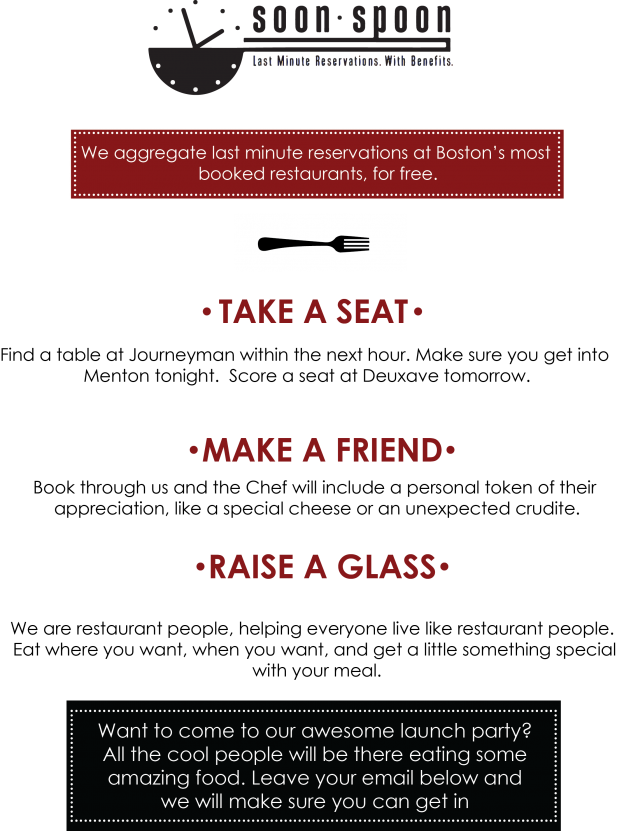 soon·spoon
Last Minute Reservations. With Benefits.
We aggregate last minute reservations at Boston's most
booked restaurants, for free.
• TAKE A SEAT •
Find a table at Journeyman within the next hour. Make sure you get into
Menton tonight. Score a seat at Deuxave tomorrow.
• MAKE A FRIEND •
Book through us and the Chef will include a personal token of their
appreciation, like a special cheese or an unexpected crudite.
• RAISE A GLASS •
We are restaurant people, helping everyone live like restaurant people.
Eat where you want, when you want, and get a little something special
with your meal.
Want to come to our awesome launch party?
All the cool people will be there eating some
amazing food. Leave your email below and
we will make sure you can get in